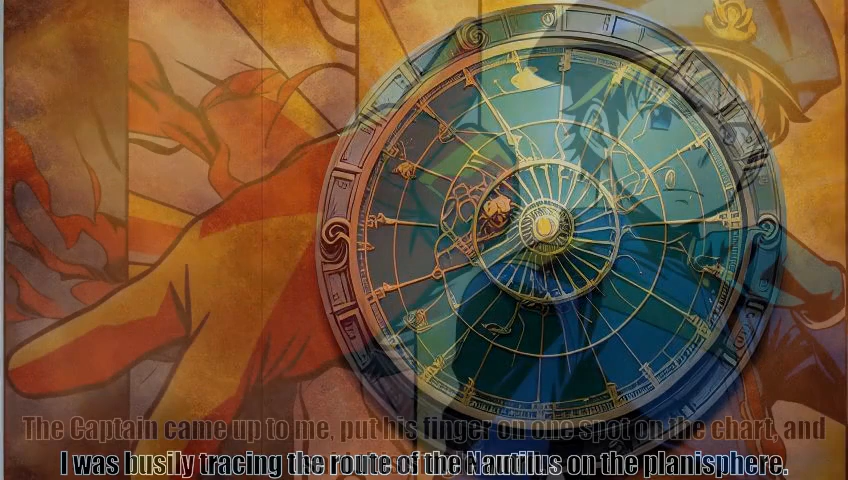 The Captain came up to me, put his finger on one spot on the chart, and
I was busily tracing the route of the Nautilus on the planisphere.